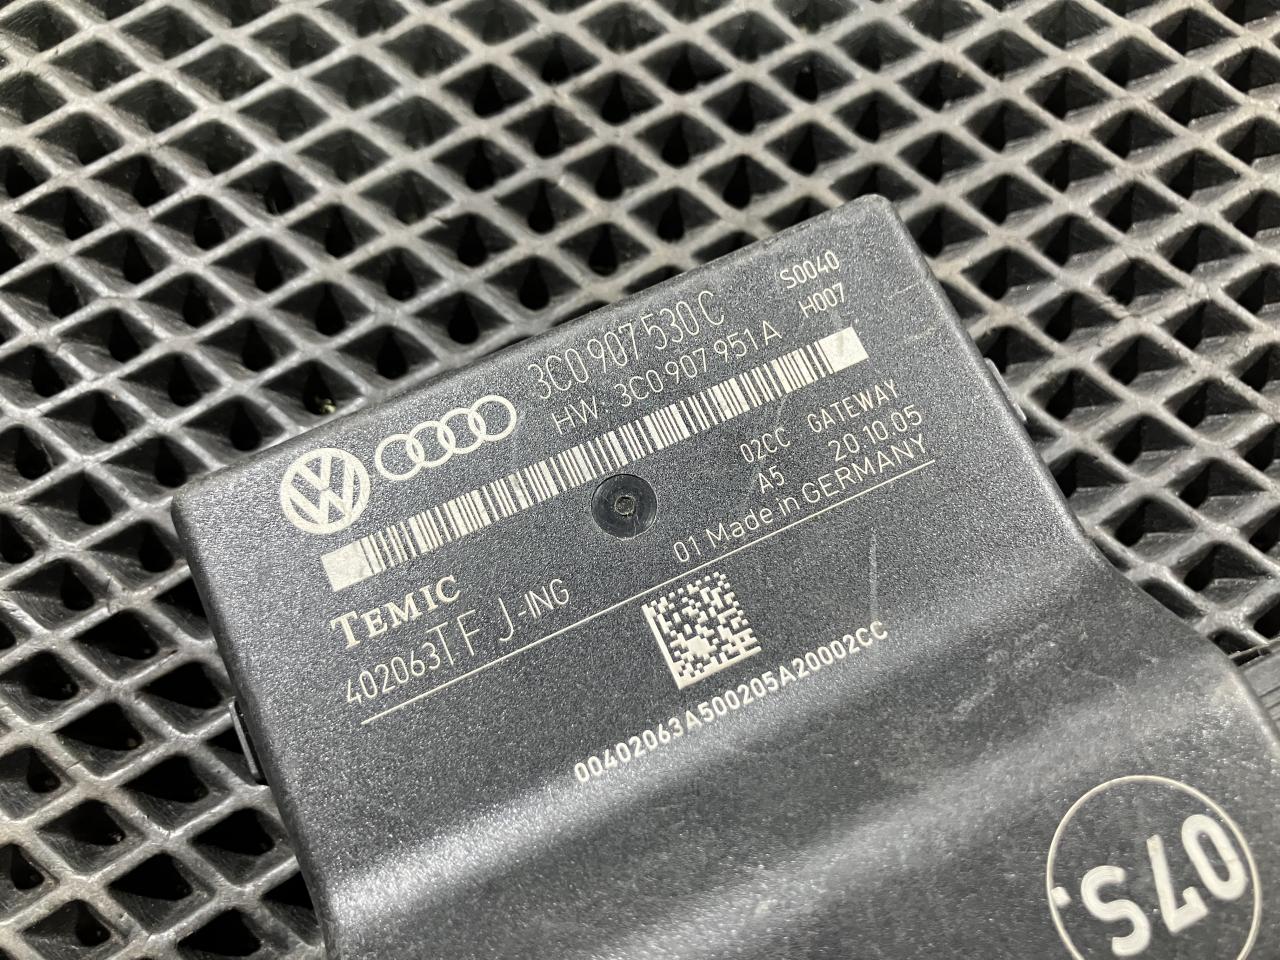 3C0 907 530 C S0040
HW: 3C0 907 951 A H007
02CC GATEWAY
A5 20.10.05
TEMIC
402063TF J-ING 01 Made in GERMANY
00402063A500205A20002CC
07S.